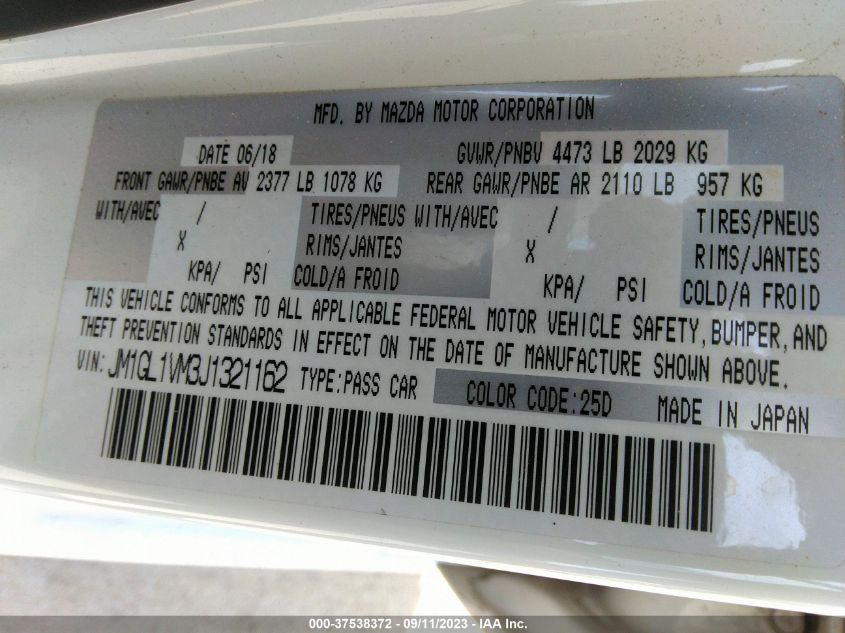 MFD. BY MAZDA MOTOR CORPORATION
DATE 06/18 GVWR/PNBV 4473 LB 2029 KG
FRONT GAWR/PNBE AV 2377 LB 1078 KG REAR GAWR/PNBE AR 2110 LB 957 KG
WITH/AVEC / TIRES/PNEUS WITH/AVEC / TIRES/PNEUS
X RIMS/JANTES X RIMS/JANTES
KPA/ PSI COLD/A FROID KPA/ PSI COLD/A FROID
THIS VEHICLE CONFORMS TO ALL APPLICABLE FEDERAL MOTOR VEHICLE SAFETY, BUMPER, AND
THEFT PREVENTION STANDARDS IN EFFECT ON THE DATE OF MANUFACTURE SHOWN ABOVE.
VIN: JM1GL1VM3J1321162 TYPE: PASS CAR COLOR CODE: 25D MADE IN JAPAN
000-37538372 - 09/11/2023 - IAA Inc.